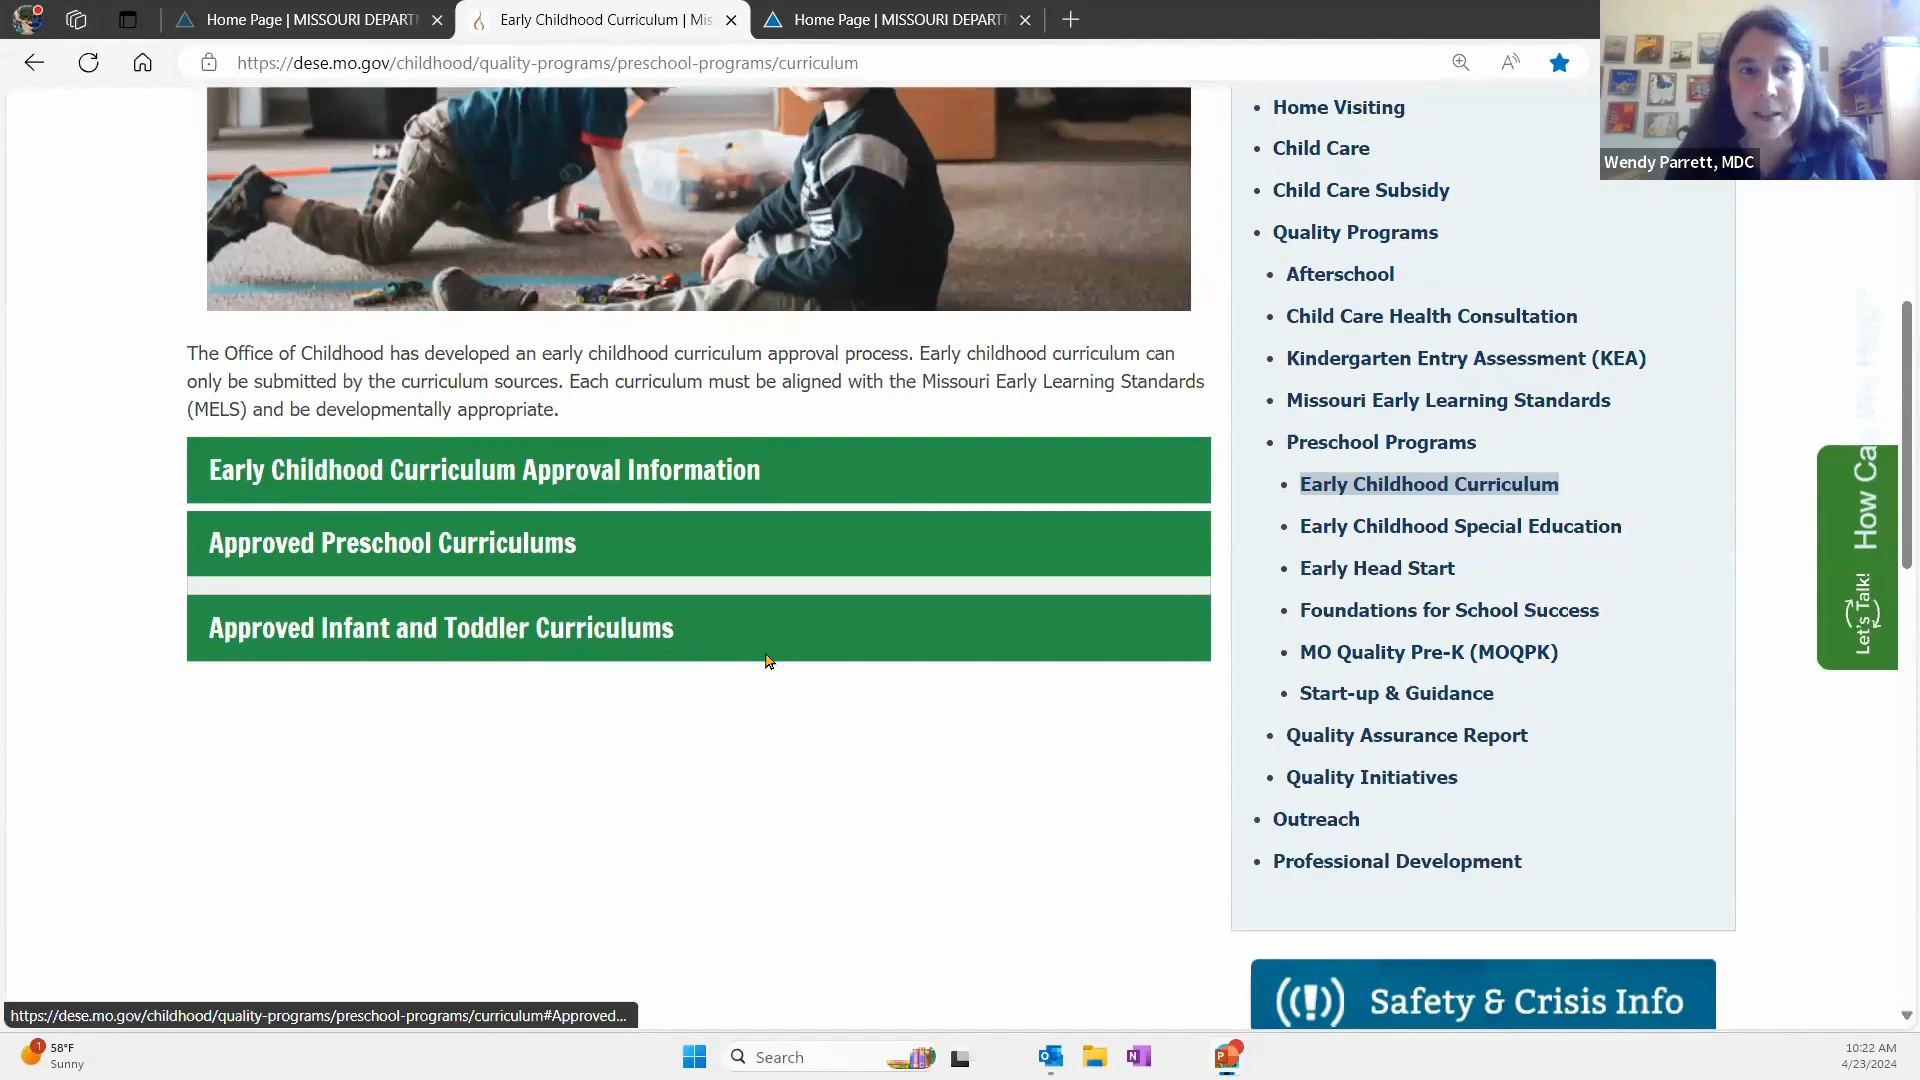 Home Page | MISSOURI DEPART
Early Childhood Curriculum | Mis
Home Page | MISSOURI DEPART
https://dese.mo.gov/childhood/quality-programs/preschool-programs/curriculum
Wendy Parrett, MDC
The Office of Childhood has developed an early childhood curriculum approval process. Early childhood curriculum can
only be submitted by the curriculum sources. Each curriculum must be aligned with the Missouri Early Learning Standards
(MELS) and be developmentally appropriate.
Early Childhood Curriculum Approval Information
Approved Preschool Curriculums
Approved Infant and Toddler Curriculums
• Home Visiting
• Child Care
• Child Care Subsidy
• Quality Programs
• Afterschool
• Child Care Health Consultation
• Kindergarten Entry Assessment (KEA)
• Missouri Early Learning Standards
• Preschool Programs
• Early Childhood Curriculum
• Early Childhood Special Education
• Early Head Start
• Foundations for School Success
• MO Quality Pre-K (MOQPK)
• Start-up & Guidance
• Quality Assurance Report
• Quality Initiatives
• Outreach
• Professional Development
Safety & Crisis Info
How Ca
Let's Talk!
https://dese.mo.gov/childhood/quality-programs/preschool-programs/curriculum#Approved...
1
58°F
Sunny
Search
10:22 AM
4/23/2024